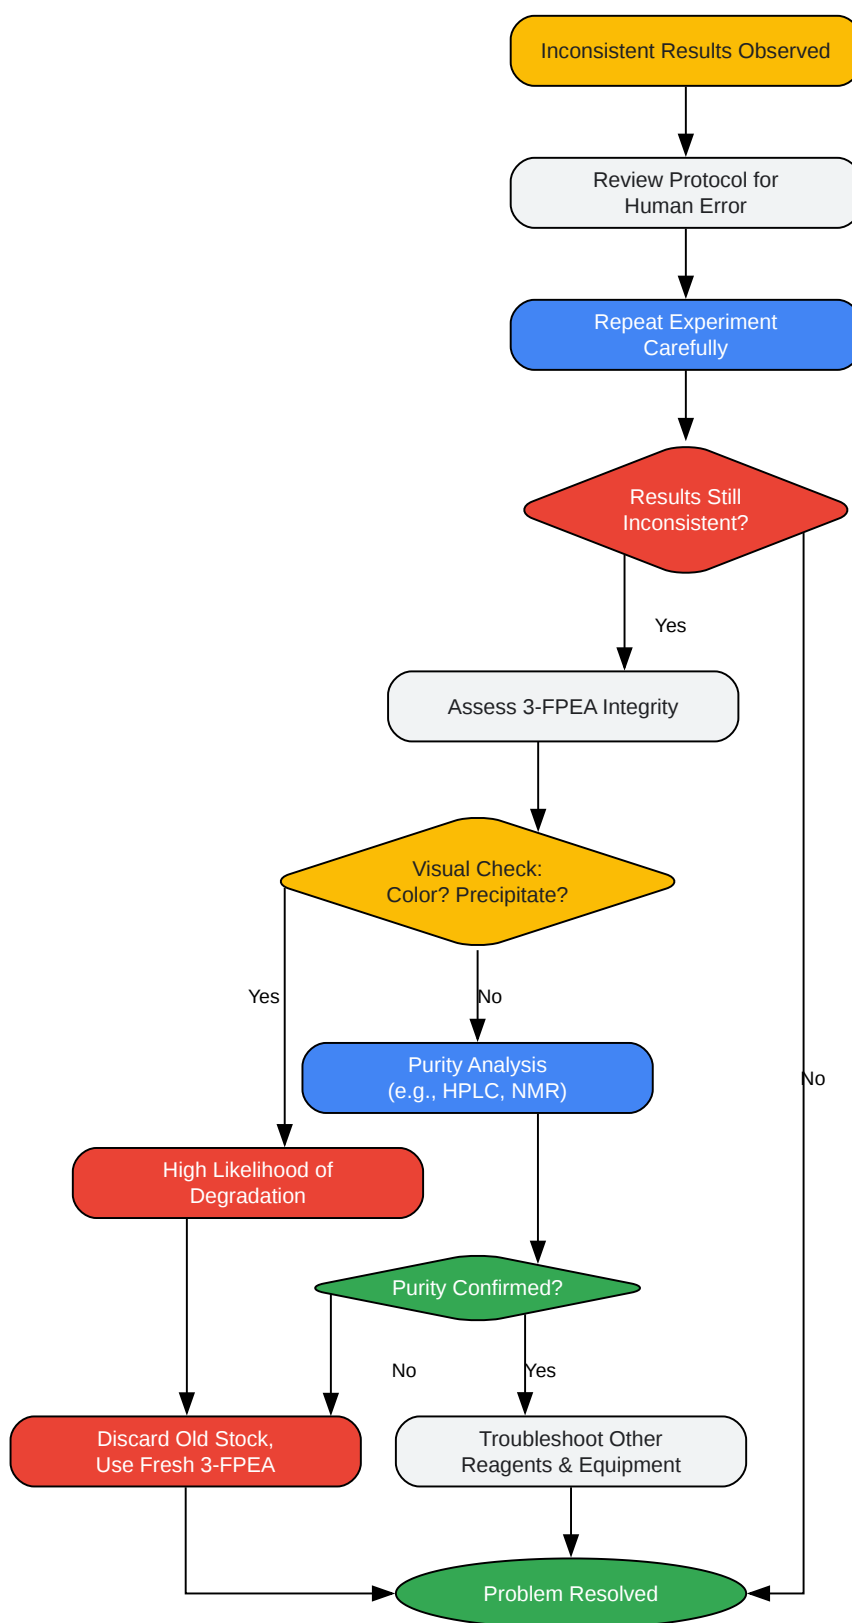 Inconsistent Results Observed
Review Protocol for
Human Error
Repeat Experiment
Carefully
Results Still
Inconsistent?
Yes
Assess 3-FPEA Integrity
Visual Check:
Color? Precipitate?
Yes
No
Purity Analysis
(e.g., HPLC, NMR)
No
High Likelihood of
Degradation
Purity Confirmed?
No
Yes
Discard Old Stock,
Use Fresh 3-FPEA
Troubleshoot Other
Reagents & Equipment
Problem Resolved